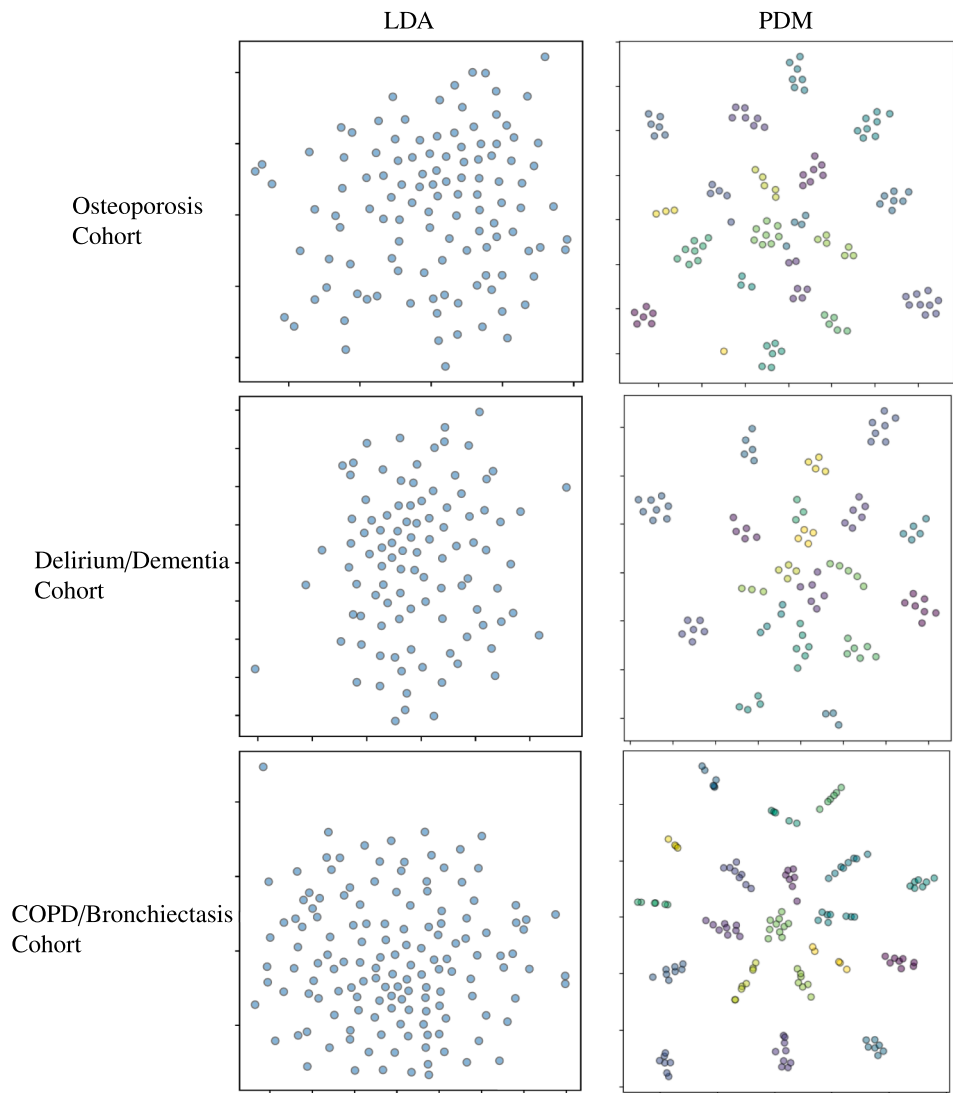 LDA
PDM
Osteoporosis
Cohort
Delirium/Dementia
Cohort
COPD/Bronchiectasis
Cohort